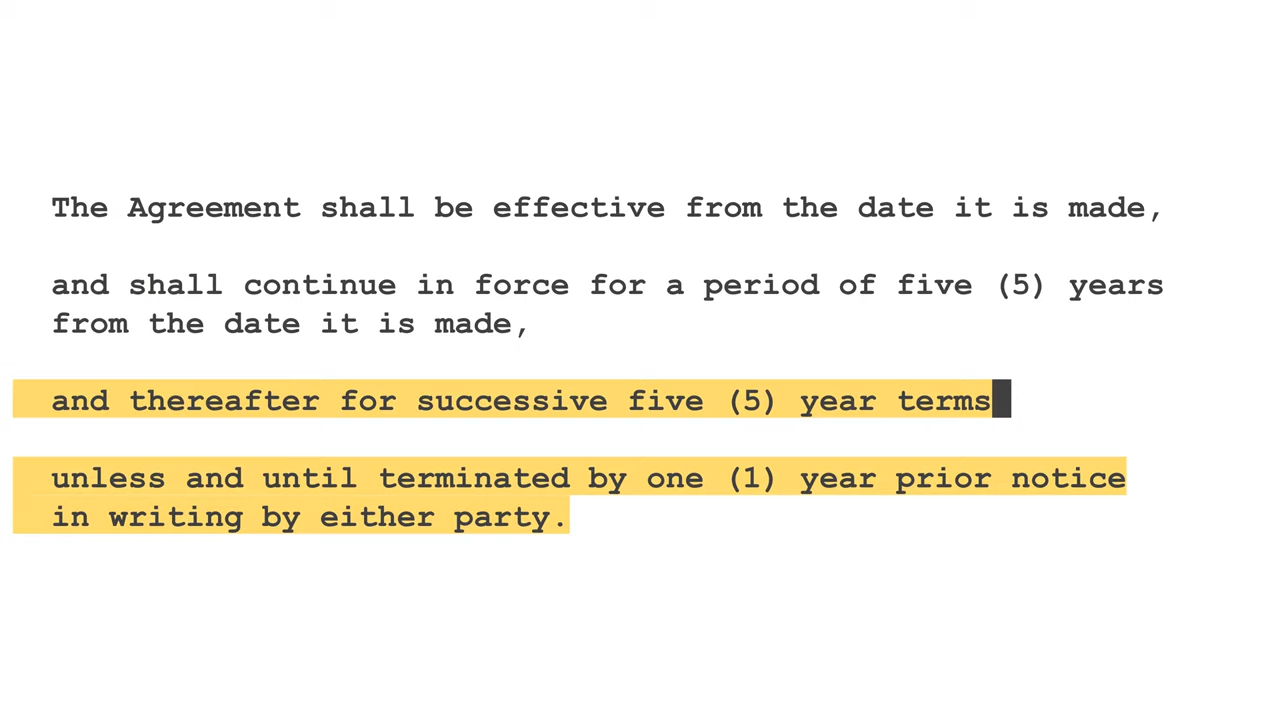 The Agreement shall be effective from the date it is made,
and shall continue in force for a period of five (5) years
from the date it is made,
and thereafter for successive five (5) year terms
unless and until terminated by one (1) year prior notice
in writing by either party.